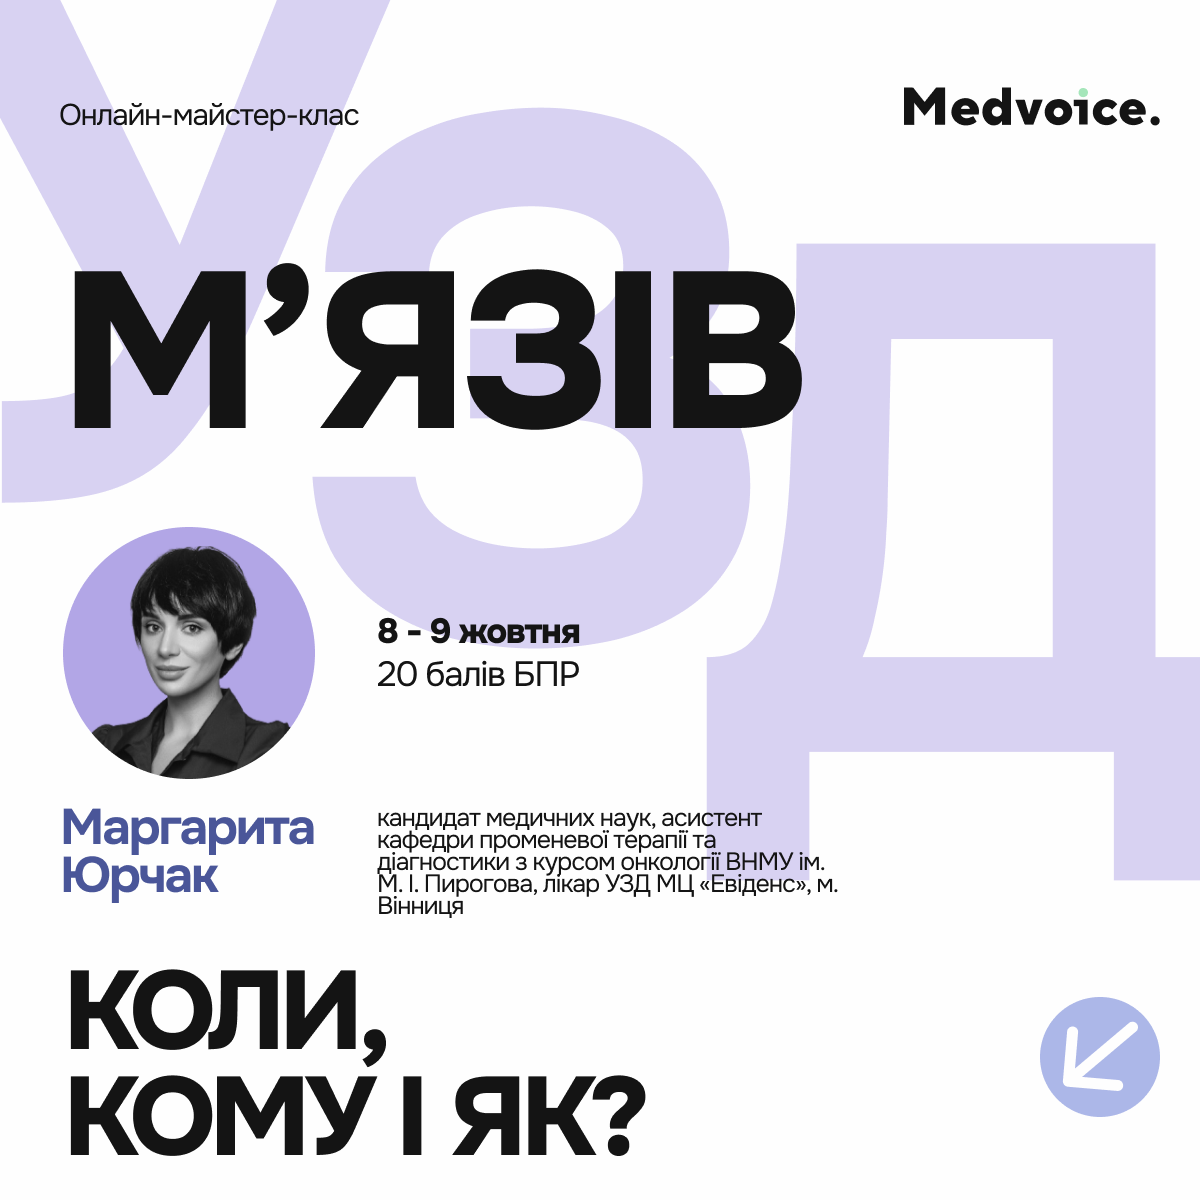 Онлайн-майстер-клас
Medvoice.
УЗД
М’ЯЗІВ
8 - 9 жовтня
20 балів БПР
Маргарита
Юрчак
кандидат медичних наук, асистент
кафедри променевої терапії та
діагностики з курсом онкології ВНМУ ім.
М. І. Пирогова, лікар УЗД МЦ «Евіденс», м.
Вінниця
КОЛИ,
КОМУ І ЯК?